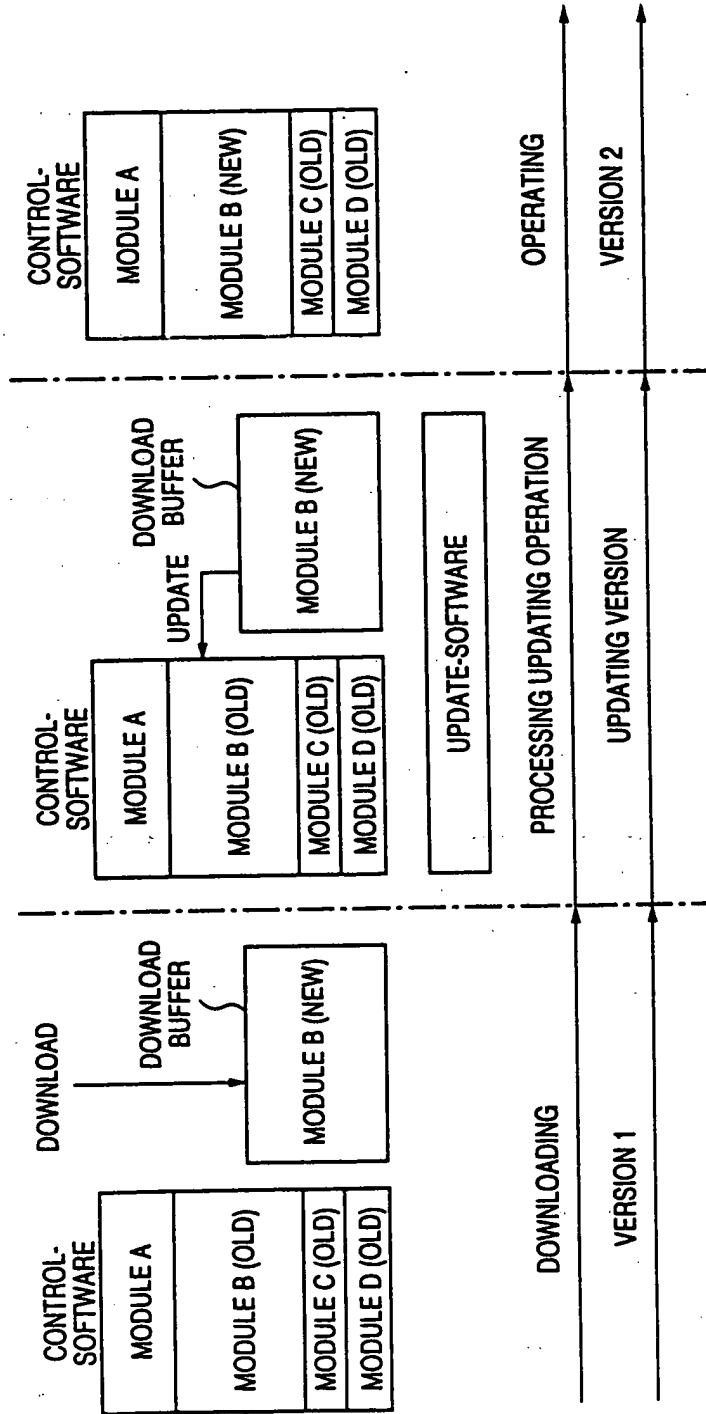 CONTROL-
SOFTWARE
MODULE A
MODULE B (OLD)
MODULE C (OLD)
MODULE D (OLD)
DOWNLOAD
DOWNLOAD
BUFFER
MODULE B (NEW)
CONTROL-
SOFTWARE
MODULE A
MODULE B (OLD)
MODULE C (OLD)
MODULE D (OLD)
UPDATE
DOWNLOAD
BUFFER
MODULE B (NEW)
UPDATE-SOFTWARE
CONTROL-
SOFTWARE
MODULE A
MODULE B (NEW)
MODULE C (OLD)
MODULE D (OLD)
DOWNLOADING
PROCESSING UPDATING OPERATION
OPERATING
VERSION 1
UPDATING VERSION
VERSION 2